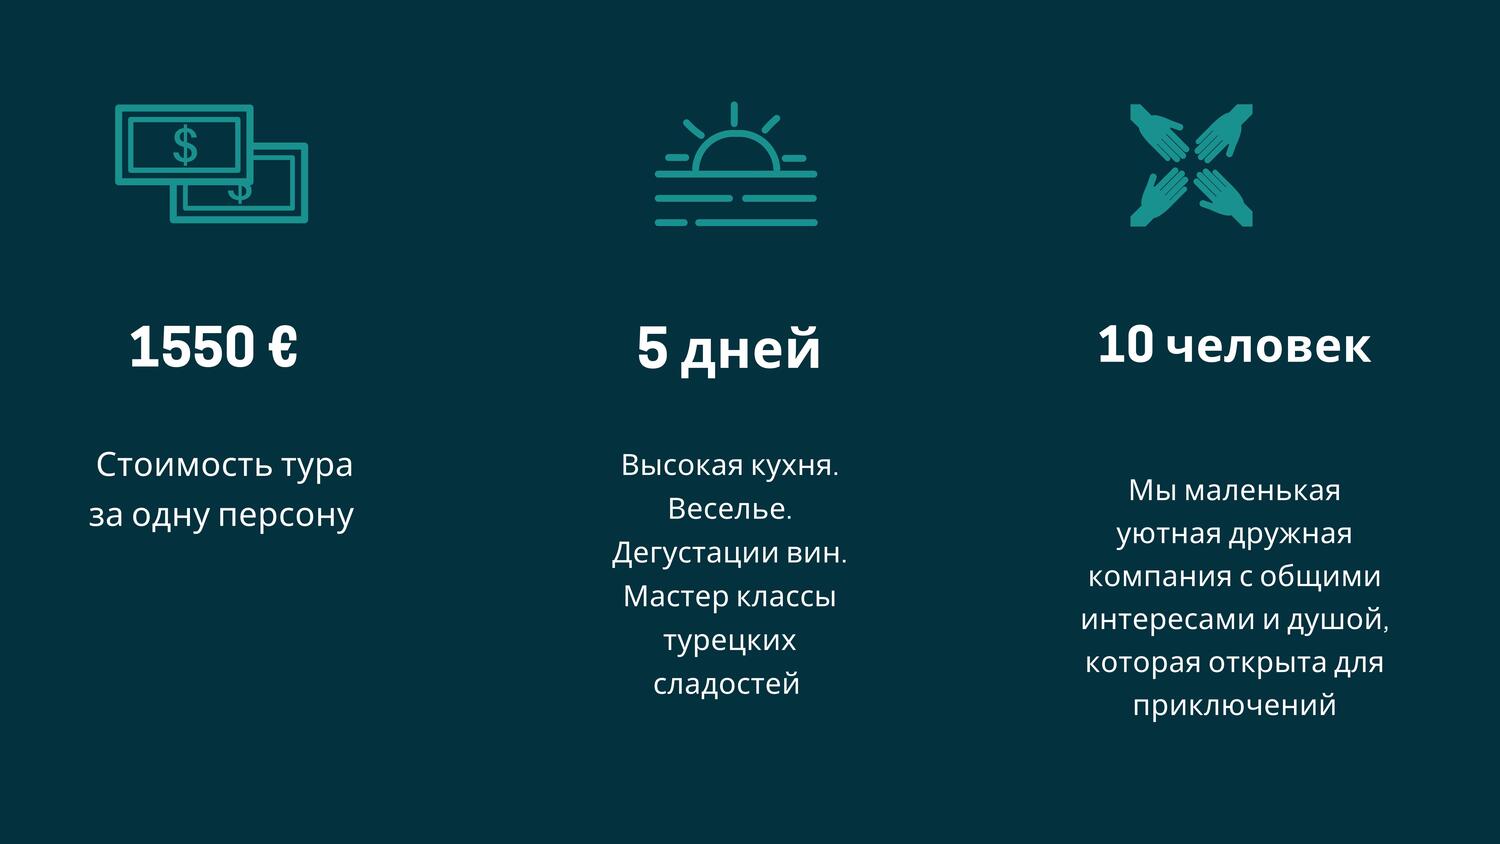 $
$
1550 €
5 дней
10 человек
Стоимость тура
за одну персону
Высокая кухня.
Веселье.
Дегустации вин.
Мастер классы
турецких
сладостей
Мы маленькая
уютная дружная
компания с общими
интересами и душой,
которая открыта для
приключений